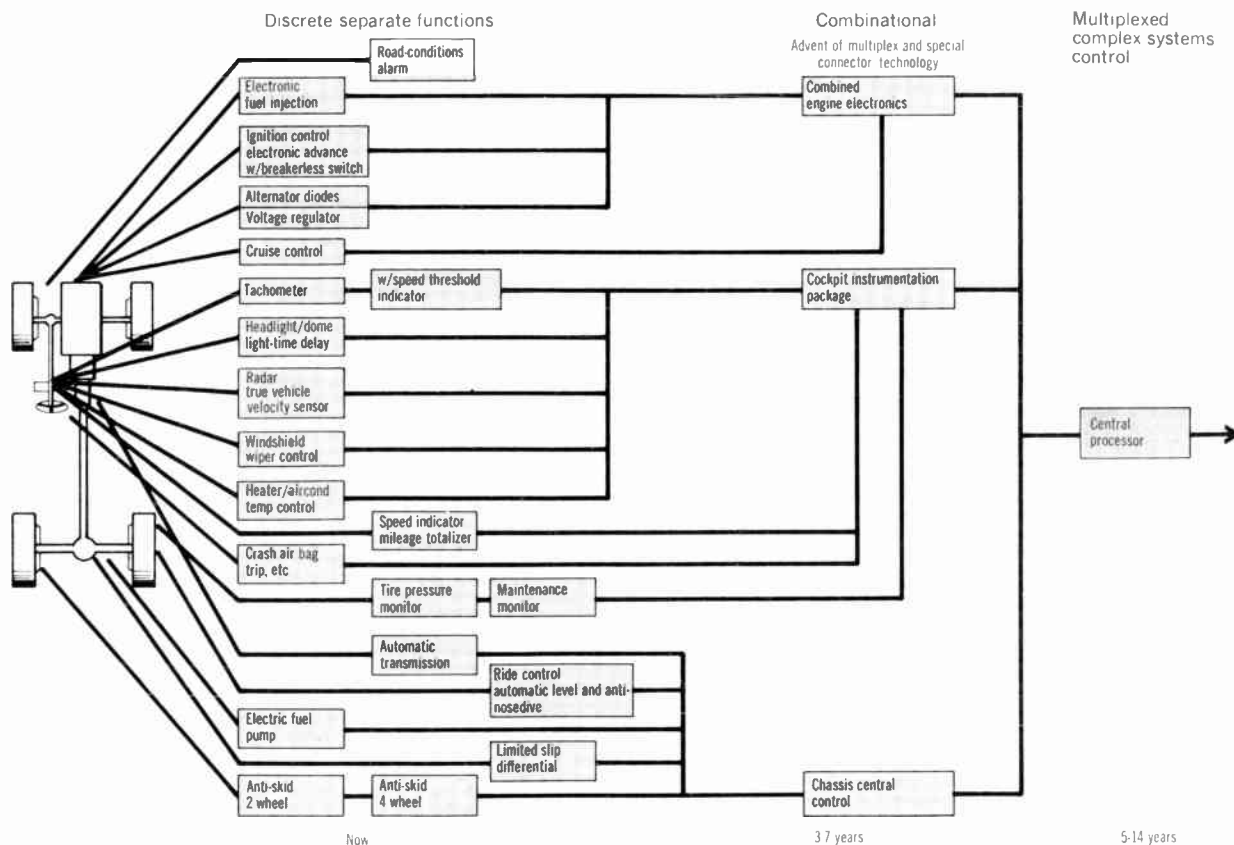 Discrete separate functions
Combinational
Advent of multiplex and special
connector technology
Multiplexed
complex systems
control
Road-conditions
alarm
Electronic
fuel injection
Combined
engine electronics
Ignition control
electronic advance
w/breakerless switch
Alternator diodes
Voltage regulator
Cruise control
Tachometer
w/speed threshold
indicator
Cockpit instrumentation
package
Headlight/dome
light-time delay
Radar
true vehicle
velocity sensor
Windshield
wiper control
Central
processor
Heater/aircond
temp control
Speed indicator
mileage totalizer
Crash air bag
trip, etc
Tire pressure
monitor
Maintenance
monitor
Automatic
transmission
Ride control
automatic level and anti-
nosedive
Electric fuel
pump
Limited slip
differential
Anti-skid
2 wheel
Anti-skid
4 wheel
Chassis central
control
Now
3 7 years
5-14 years